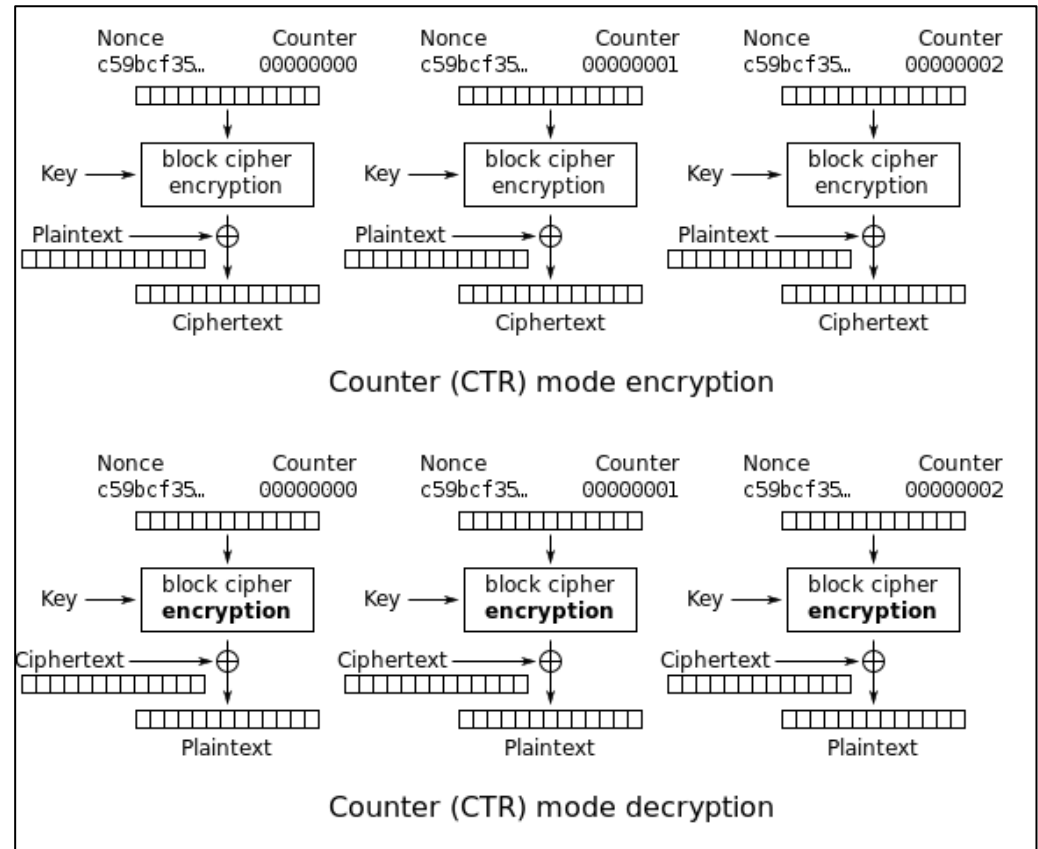 Nonce Counter Nonce Counter Nonce Counter
c59bcf35… 00000000 c59bcf35… 00000001 c59bcf35… 00000002
block cipher block cipher block cipher
Key Key Key
encryption encryption encryption
Plaintext Plaintext Plaintext
Ciphertext Ciphertext Ciphertext
Counter (CTR) mode encryption
Nonce Counter Nonce Counter Nonce Counter
c59bcf35… 00000000 c59bcf35… 00000001 c59bcf35… 00000002
block cipher block cipher block cipher
Key Key Key
encryption encryption encryption
Ciphertext Ciphertext Ciphertext
Plaintext Plaintext Plaintext
Counter (CTR) mode decryption